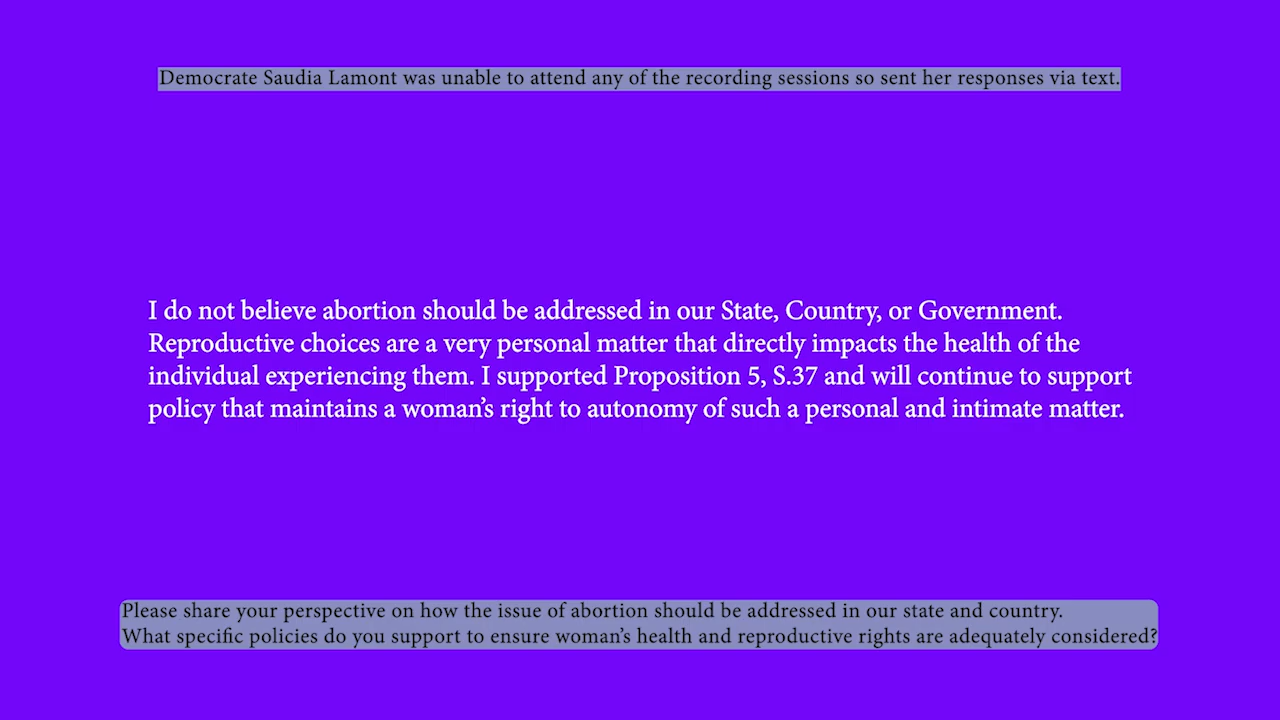 Democrate Saudia Lamont was unable to attend any of the recording sessions so sent her responses via text.
I do not believe abortion should be addressed in our State, Country, or Government.
Reproductive choices are a very personal matter that directly impacts the health of the
individual experiencing them. I supported Proposition 5, S.37 and will continue to support
policy that maintains a woman’s right to autonomy of such a personal and intimate matter.
Please share your perspective on how the issue of abortion should be addressed in our state and country.
What specific policies do you support to ensure woman’s health and reproductive rights are adequately considered?